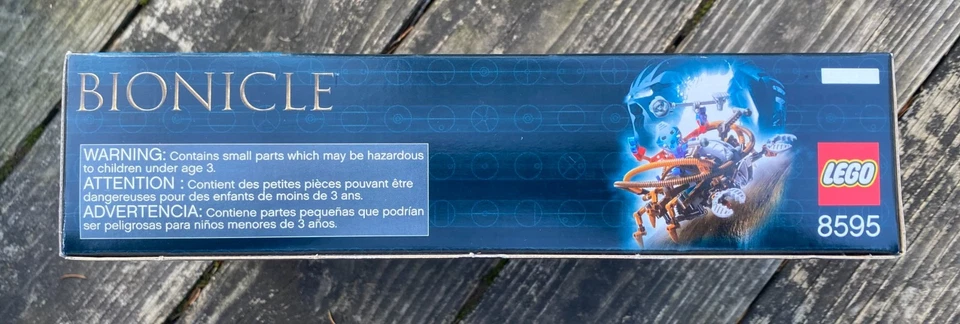 BIONICLE™
WARNING: Contains small parts which may be hazardous
to children under age 3.
ATTENTION : Contient des petites pièces pouvant être
dangereuses pour des enfants de moins de 3 ans.
ADVERTENCIA: Contiene partes pequeñas que podrían
ser peligrosas para niños menores de 3 años.
LEGO
8595